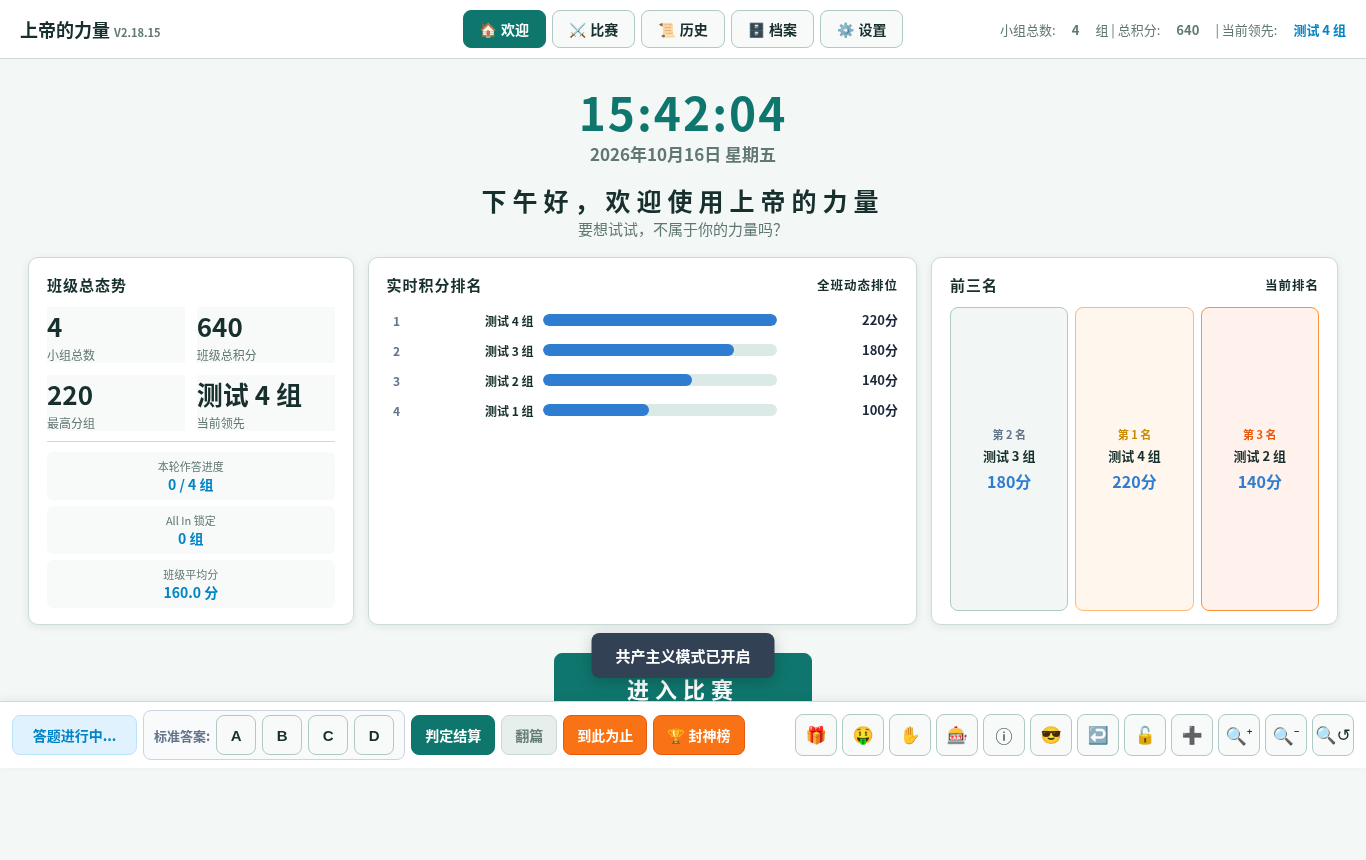 上帝的力量 V2.18.15
🏠 欢迎
⚔️ 比赛
📜 历史
🗄️ 档案
⚙️ 设置
小组总数: 4 组 | 总积分: 640 | 当前领先: 测试 4 组
15:42:04
2026年10月16日 星期五
下午好，欢迎使用上帝的力量
要想试试，不属于你的力量吗？
班级总态势
4
小组总数
640
班级总积分
220
最高分组
测试 4 组
当前领先
本轮作答进度
0 / 4 组
All In 锁定
0 组
班级平均分
160.0 分
实时积分排名
全班动态排位
1 测试 4 组 220分
2 测试 3 组 180分
3 测试 2 组 140分
4 测试 1 组 100分
前三名
当前排名
第 2 名
测试 3 组
180分
第 1 名
测试 4 组
220分
第 3 名
测试 2 组
140分
共产主义模式已开启
进入比赛
答题进行中...
标准答案: A B C D
判定结算
翻篇
到此为止
🏆 封神榜